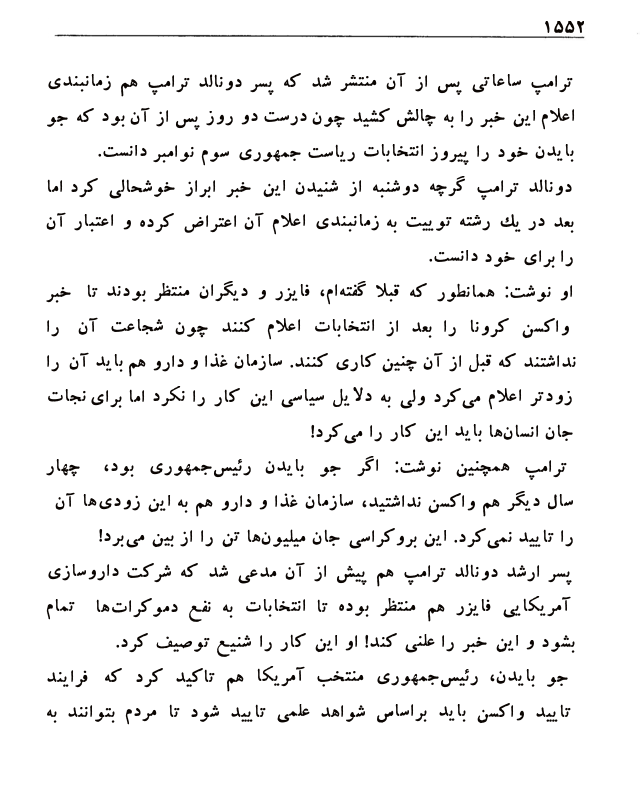 ۱۵۵۲
ترامپ ساعاتی پس از آن منتشر شد که پسر دونالد ترامپ هم زمانبندی
اعلام این خبر را به چالش کشید چون درست دو روز پس از آن بود که جو
بایدن خود را پیروز انتخابات ریاست جمهوری سوم نوامبر دانست.
دونالد ترامپ گرچه دوشنبه از شنیدن این خبر ابراز خوشحالی کرد اما
بعد در یك رشته توییت به زمانبندی اعلام آن اعتراض کرده و اعتبار آن
را برای خود دانست.
او نوشت: همانطور که قبلا گفته‌ام، فایزر و دیگران منتظر بودند تا خبر
واکسن کرونا را بعد از انتخابات اعلام کنند چون شجاعت آن را
نداشتند که قبل از آن چنین کاری کنند. سازمان غذا و دارو هم باید آن را
زودتر اعلام می‌کرد ولی به دلایل سیاسی این کار را نکرد اما برای نجات
جان انسان‌ها باید این کار را می‌کرد!
ترامپ همچنین نوشت: اگر جو بایدن رئیس‌جمهوری بود، چهار
سال دیگر هم واکسن نداشتید، سازمان غذا و دارو هم به این زودی‌ها آن
را تایید نمی‌کرد. این بروکراسی جان میلیون‌ها تن را از بین می‌برد!
پسر ارشد دونالد ترامپ هم پیش از آن مدعی شد که شرکت داروسازی
آمریکایی فایزر هم منتظر بوده تا انتخابات به نفع دموکرات‌ها تمام
بشود و این خبر را علنی کند! او این کار را شنیع توصیف کرد.
جو بایدن، رئیس‌جمهوری منتخب آمریکا هم تاکید کرد که فرایند
تایید واکسن باید براساس شواهد علمی تایید شود تا مردم بتوانند به